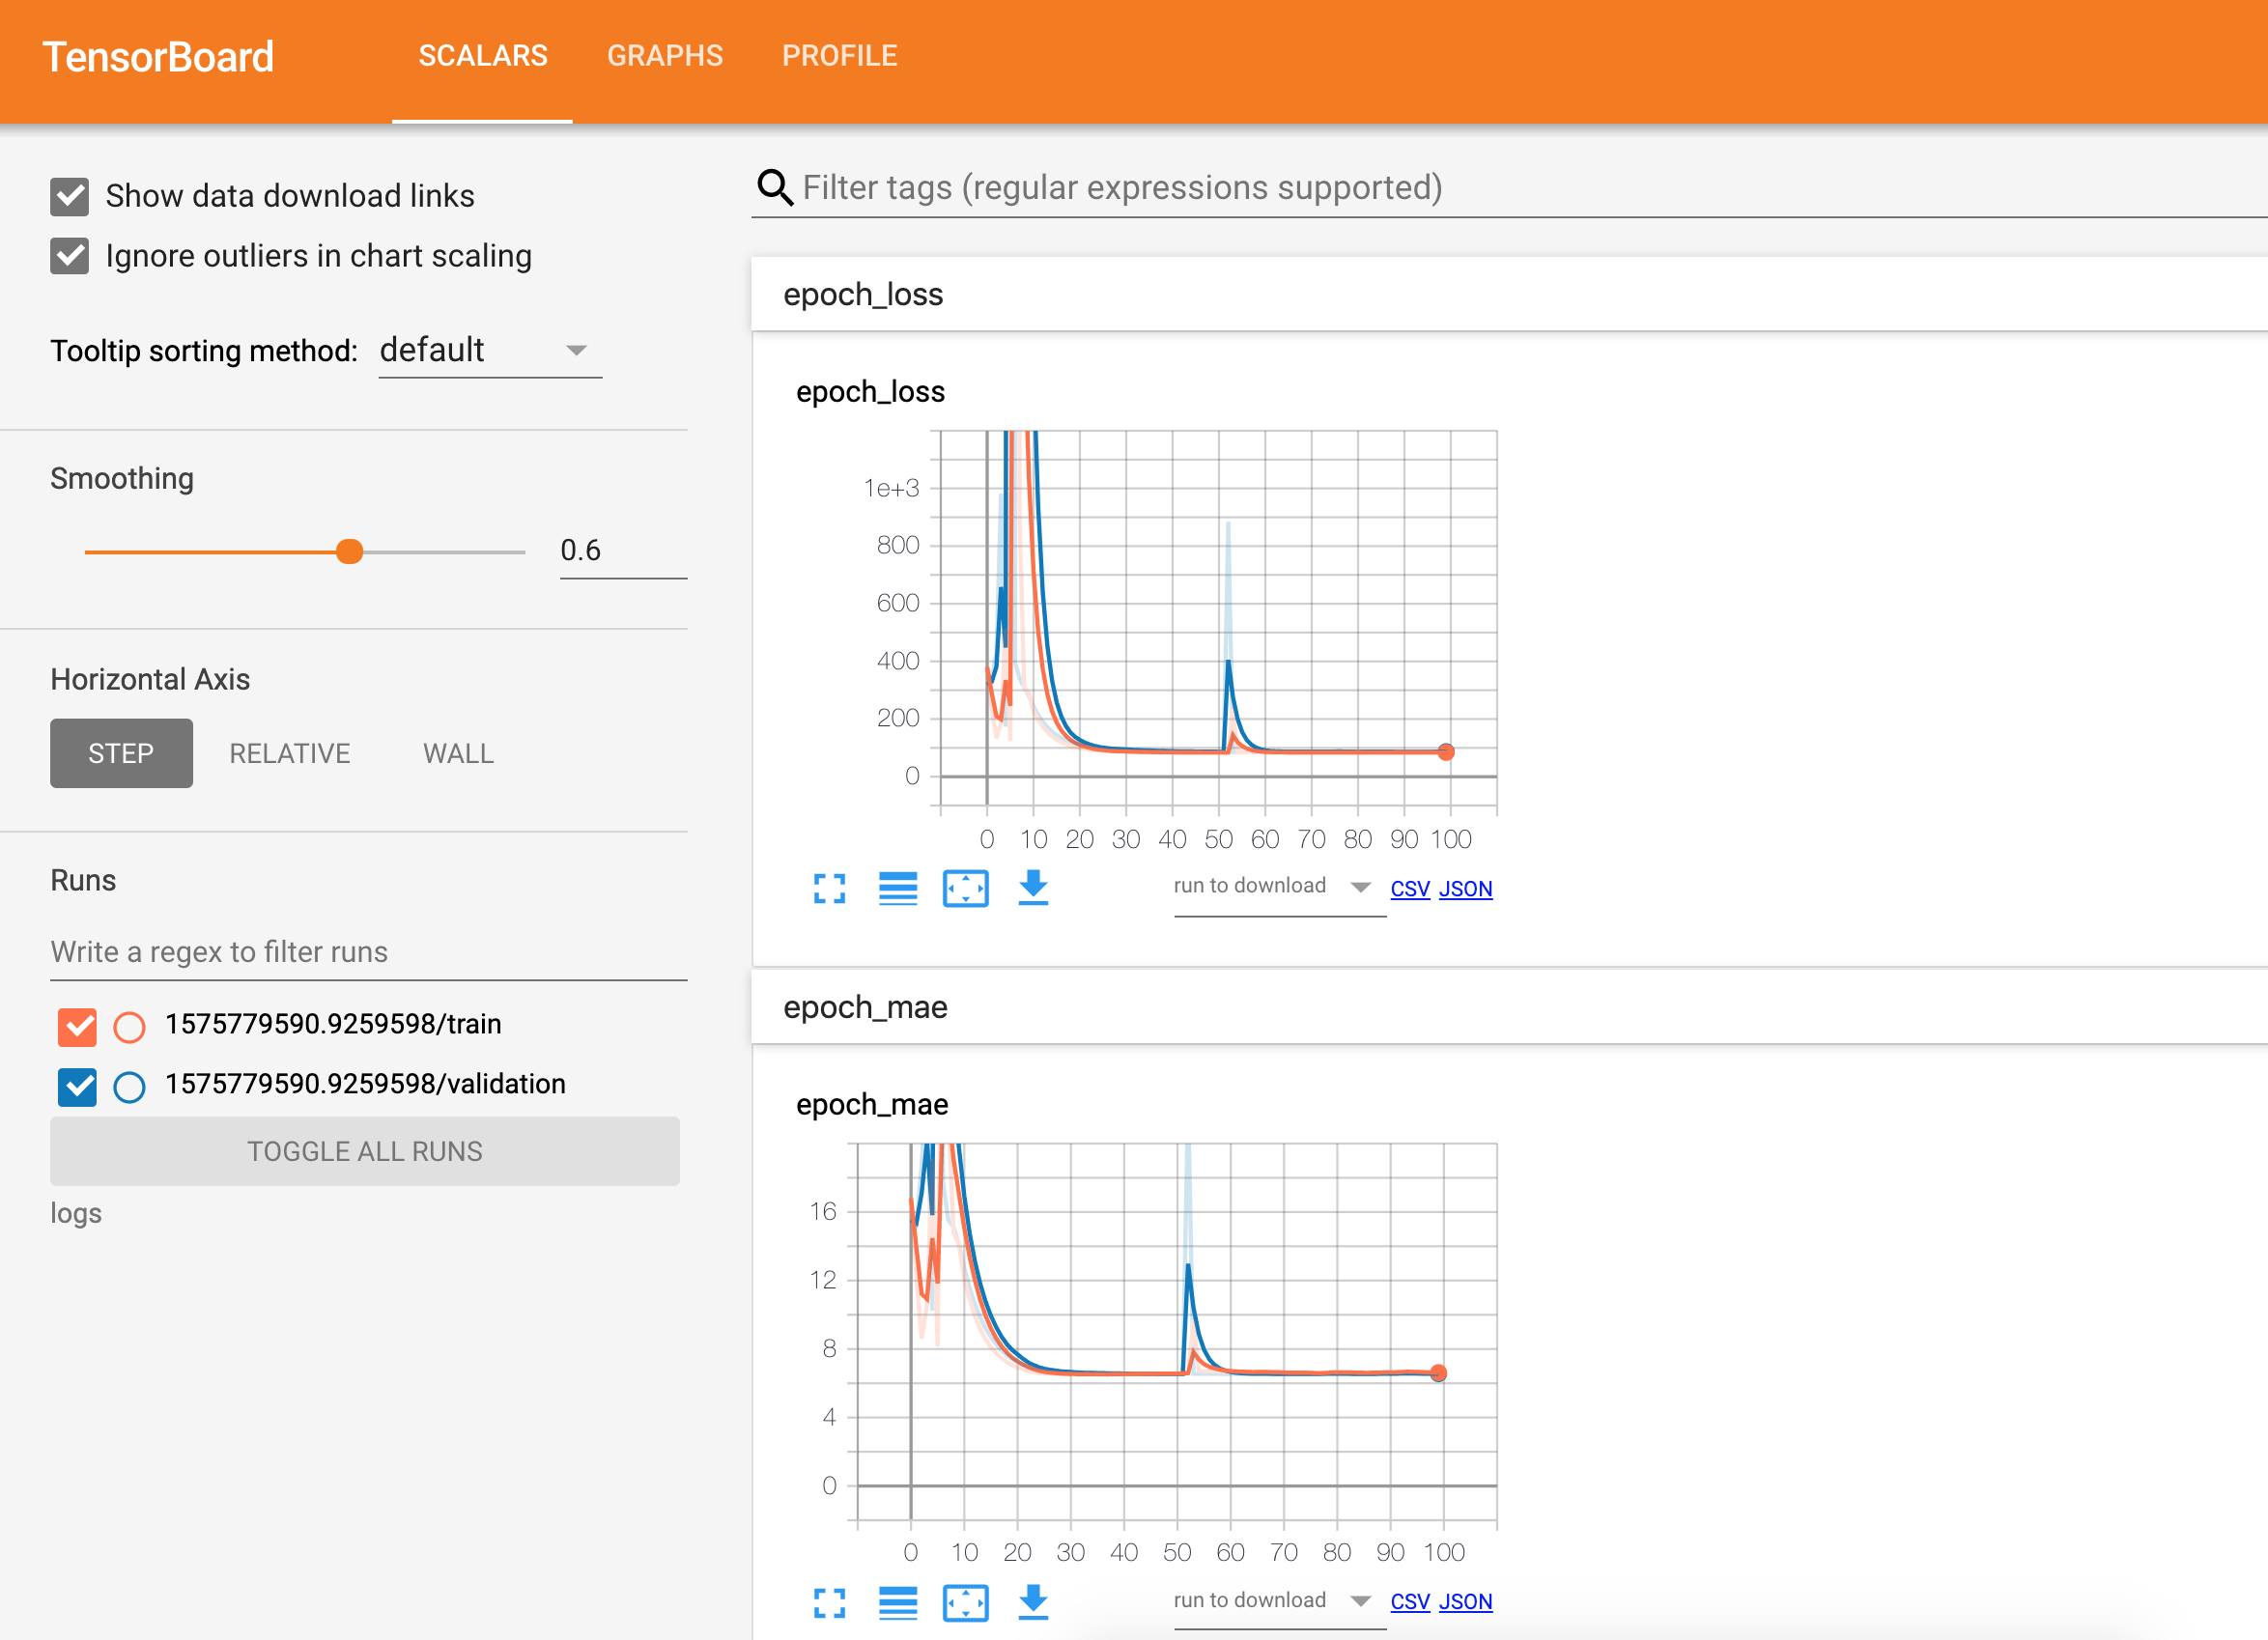 TensorBoard
SCALARS GRAPHS PROFILE
Show data download links
Ignore outliers in chart scaling
Tooltip sorting method: default
Smoothing
0.6
Horizontal Axis
STEP RELATIVE WALL
Runs
Write a regex to filter runs
1575779590.9259598/train
1575779590.9259598/validation
TOGGLE ALL RUNS
logs
Filter tags (regular expressions supported)
epoch_loss
epoch_loss
1e+3
800
600
400
200
0
0 10 20 30 40 50 60 70 80 90 100
run to download CSV JSON
epoch_mae
epoch_mae
16
12
8
4
0
0 10 20 30 40 50 60 70 80 90 100
run to download CSV JSON